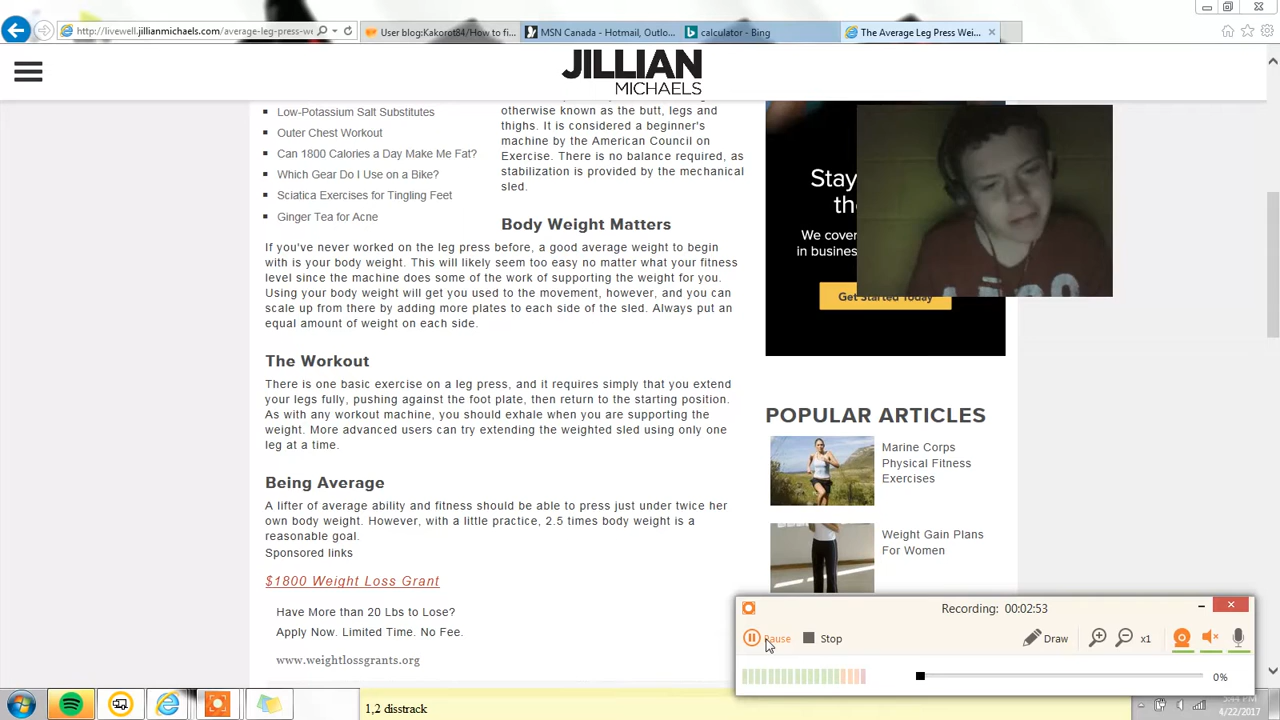 http://livewell.jillianmichaels.com/average-leg-press-we
User blog:Kakorot84/How to fi...
MSN Canada - Hotmail, Outlo...
calculator - Bing
The Average Leg Press Wei...
JILLIAN
MICHAELS
Low-Potassium Salt Substitutes
Outer Chest Workout
Can 1800 Calories a Day Make Me Fat?
Which Gear Do I Use on a Bike?
Sciatica Exercises for Tingling Feet
Ginger Tea for Acne
otherwise known as the butt, legs and
thighs. It is considered a beginner's
machine by the American Council on
Exercise. There is no balance required, as
stabilization is provided by the mechanical
sled.
Body Weight Matters
If you've never worked on the leg press before, a good average weight to begin
with is your body weight. This will likely seem too easy no matter what your fitness
level since the machine does some of the work of supporting the weight for you.
Using your body weight will get you used to the movement, however, and you can
scale up from there by adding more plates to each side of the sled. Always put an
equal amount of weight on each side.
The Workout
There is one basic exercise on a leg press, and it requires simply that you extend
your legs fully, pushing against the foot plate, then return to the starting position.
As with any workout machine, you should exhale when you are supporting the
weight. More advanced users can try extending the weighted sled using only one
leg at a time.
Being Average
A lifter of average ability and fitness should be able to press just under twice her
own body weight. However, with a little practice, 2.5 times body weight is a
reasonable goal.
Sponsored links
$1800 Weight Loss Grant
Have More than 20 Lbs to Lose?
Apply Now. Limited Time. No Fee.
www.weightlossgrants.org
Stay
the
We cover
in busines
Get Started Today
POPULAR ARTICLES
Marine Corps
Physical Fitness
Exercises
Weight Gain Plans
For Women
Recording: 00:02:53
Pause
Stop
Draw
x1
0%
1,2 disstrack
4/22/2017